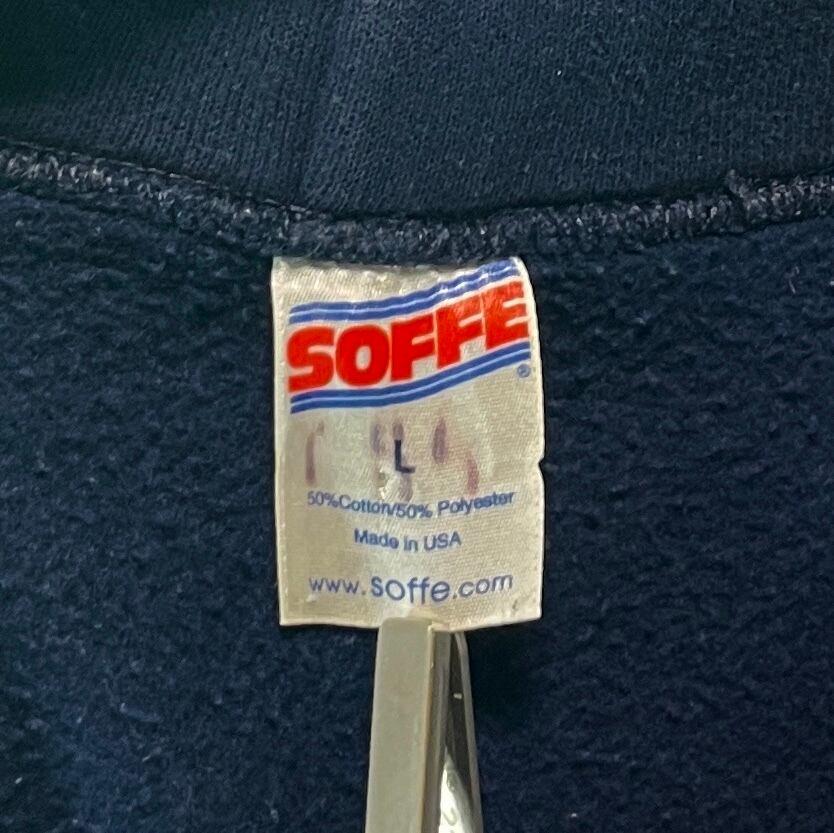 SOFFE
®
L
50%Cotton/50% Polyester
Made in USA
www.soffe.com